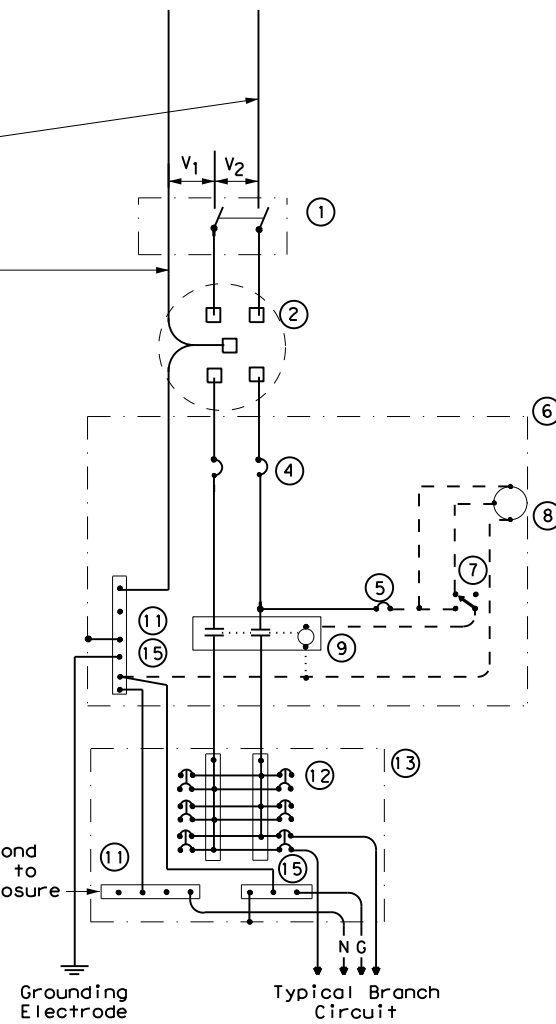 V1 V2
1
2
6
4
8
7
5
11
15
9
13
12
11
15
ond
to
osure
N G
Grounding
Electrode
Typical Branch
Circuit